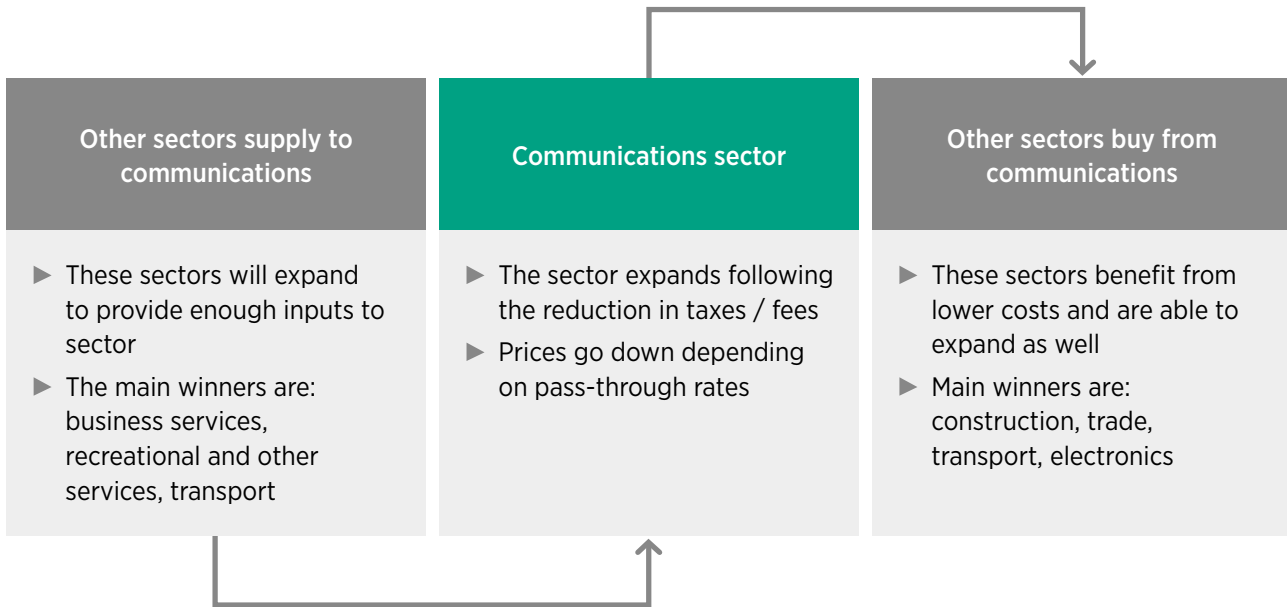 Other sectors supply to
communications
► These sectors will expand
to provide enough inputs to
sector
► The main winners are:
business services,
recreational and other
services, transport
Communications sector
► The sector expands following
the reduction in taxes / fees
► Prices go down depending
on pass-through rates
Other sectors buy from
communications
► These sectors benefit from
lower costs and are able to
expand as well
► Main winners are:
construction, trade,
transport, electronics